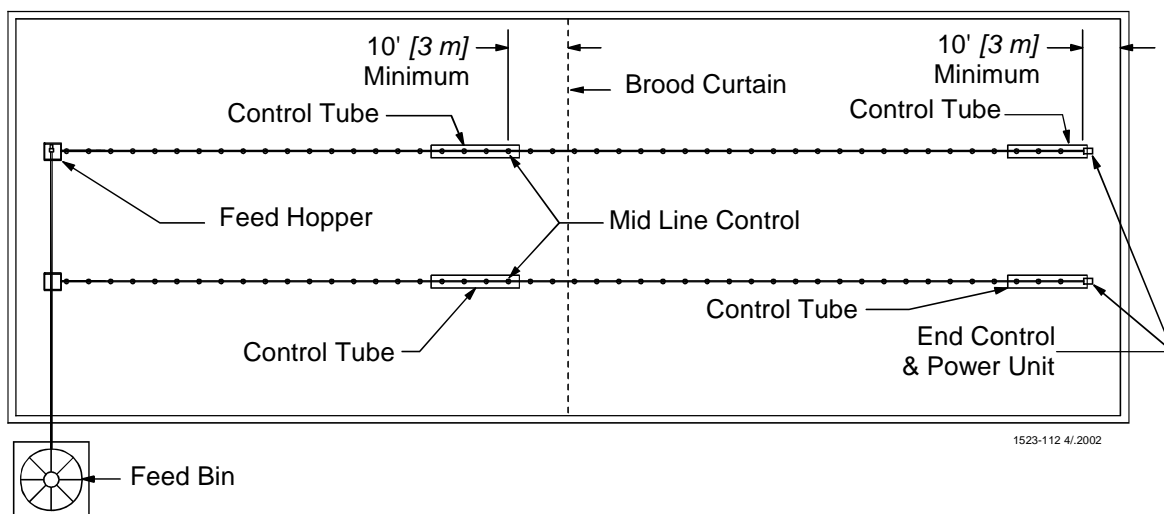 10' [3 m]
Minimum
10' [3 m]
Minimum
Brood Curtain
Control Tube
Control Tube
Feed Hopper
Mid Line Control
Control Tube
Control Tube
End Control
& Power Unit
1523-112 4/.2002
Feed Bin